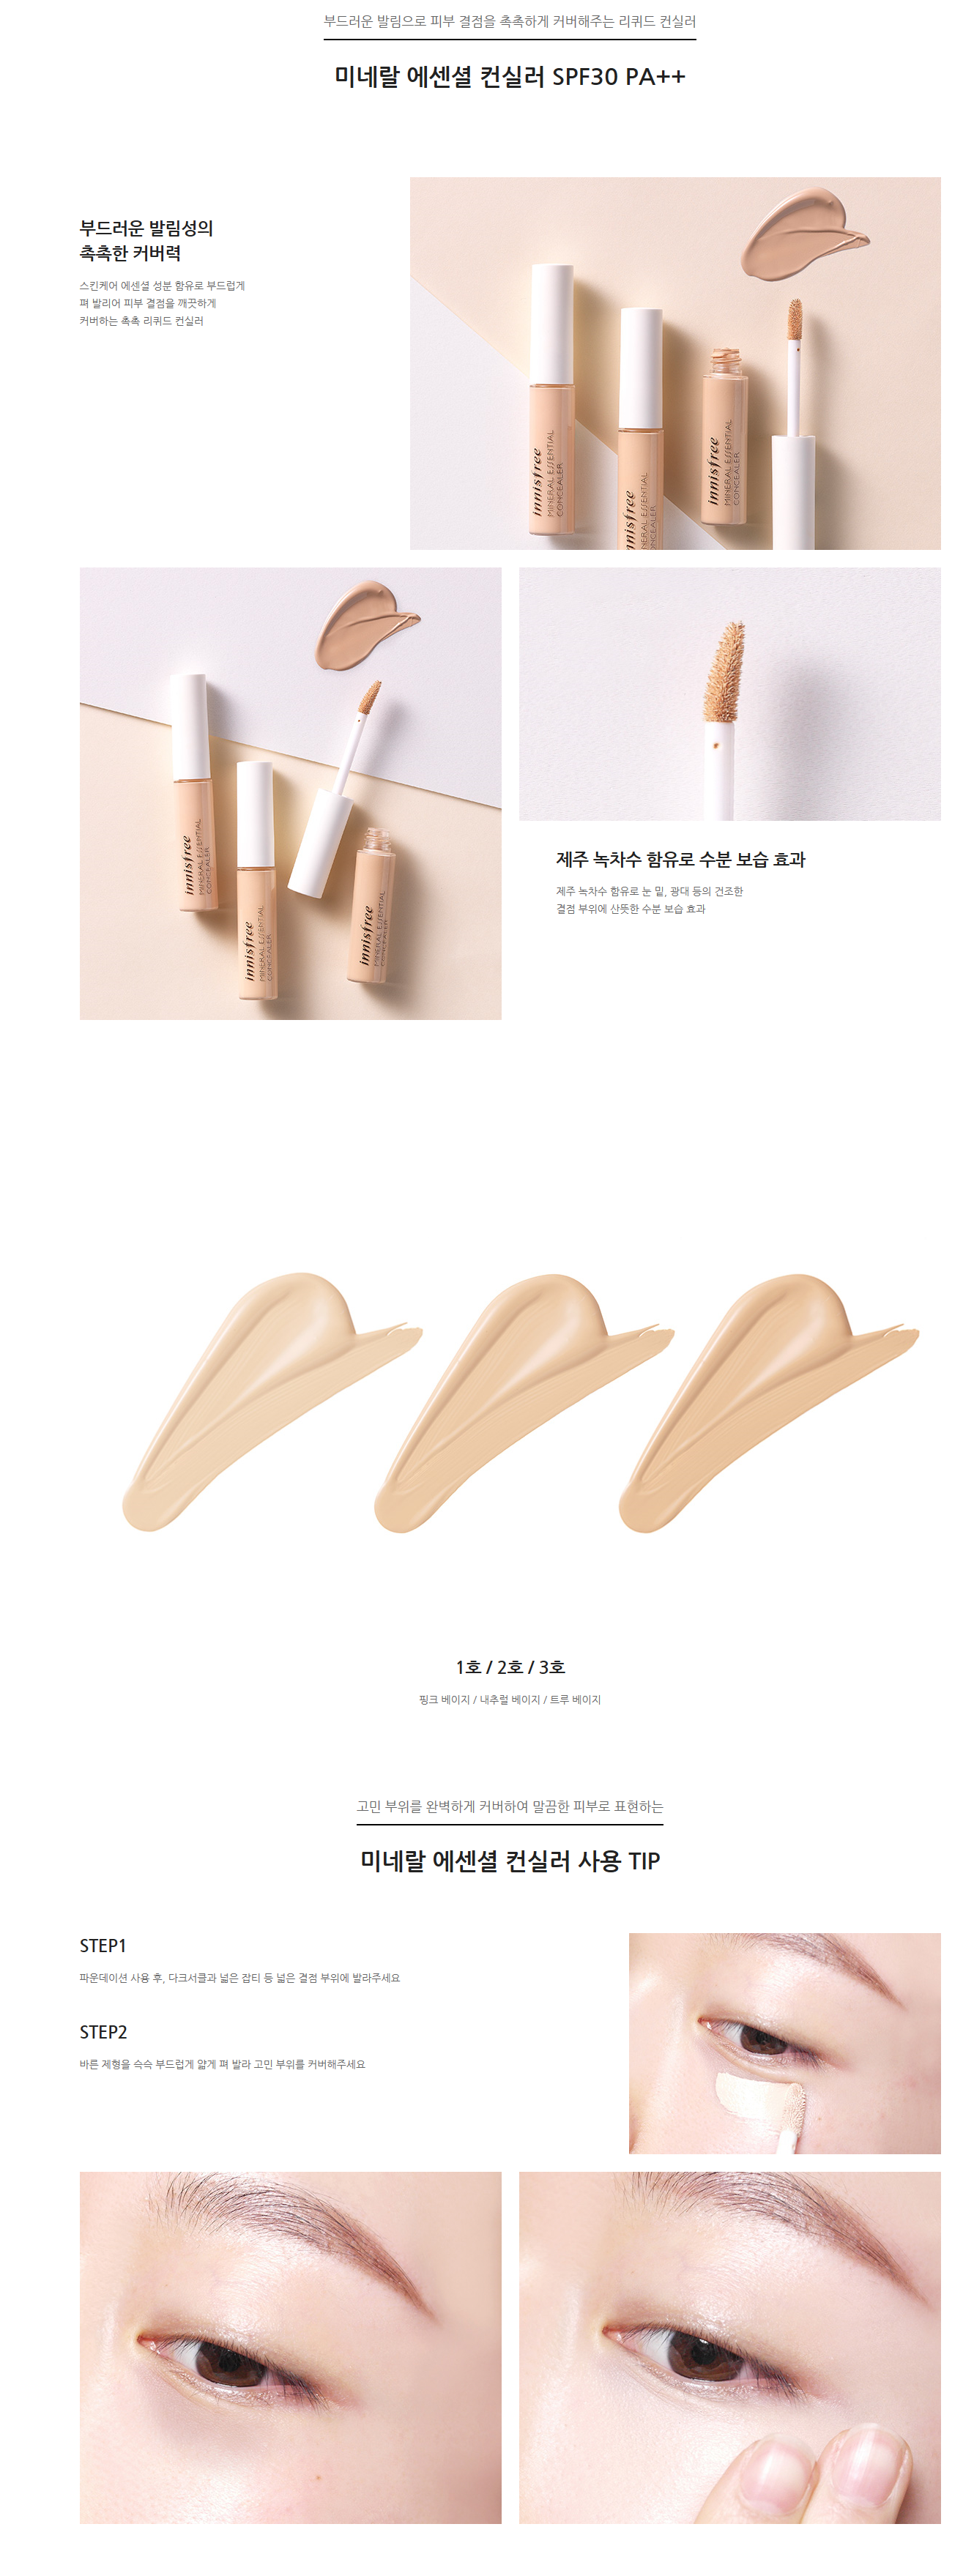 부드러운 발림으로 피부 결점을 촉촉하게 커버해주는 리퀴드 컨실러
미네랄 에센셜 컨실러 SPF30 PA++
부드러운 발림성의
촉촉한 커버력
스킨케어 에센셜 성분 함유로 부드럽게
펴 발리어 피부 결점을 깨끗하게
커버하는 촉촉 리퀴드 컨실러
innisfree
MINERAL ESSENTIAL
CONCEALER
innisfree
MINERAL ESSENTIAL
CONCEALER
innisfree
MINERAL ESSENTIAL
CONCEALER
innisfree
MINERAL ESSENTIAL
CONCEALER
innisfree
MINERAL ESSENTIAL
CONCEALER
innisfree
MINERAL ESSENTIAL
CONCEALER
제주 녹차수 함유로 수분 보습 효과
제주 녹차수 함유로 눈 밑, 광대 등의 건조한
결점 부위에 산뜻한 수분 보습 효과
1호 / 2호 / 3호
핑크 베이지 / 내추럴 베이지 / 트루 베이지
고민 부위를 완벽하게 커버하여 말끔한 피부로 표현하는
미네랄 에센셜 컨실러 사용 TIP
STEP1
파운데이션 사용 후, 다크서클과 넓은 잡티 등 넓은 결점 부위에 발라주세요
STEP2
바른 제형을 슥슥 부드럽게 얇게 펴 발라 고민 부위를 커버해주세요